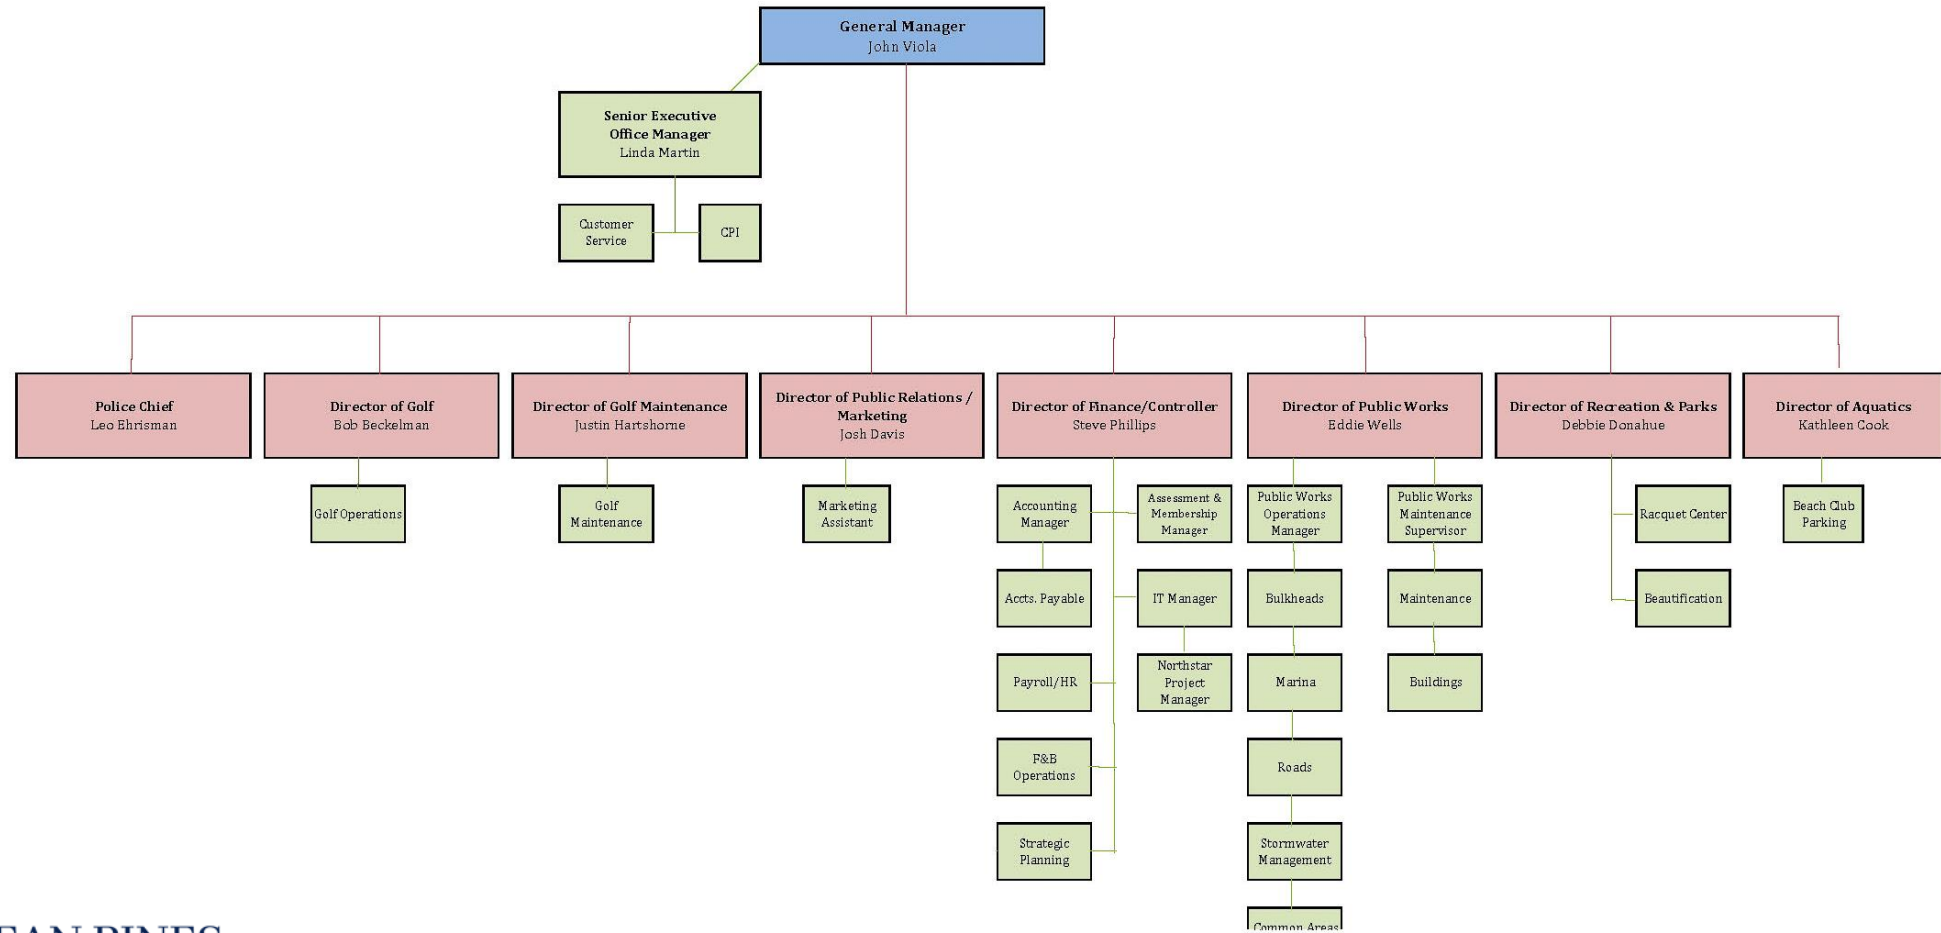 General Manager
John Viola
Senior Executive
Office Manager
Linda Martin
Customer
Service
CPI
Police Chief
Leo Ehrisman
Director of Golf
Bob Beckelman
Director of Golf Maintenance
Justin Hartshorne
Director of Public Relations /
Marketing
Josh Davis
Director of Finance/Controller
Steve Phillips
Director of Public Works
Eddie Wells
Director of Recreation & Parks
Debbie Donahue
Director of Aquatics
Kathleen Cook
Golf Operations
Golf
Maintenance
Marketing
Assistant
Accounting
Manager
Assessment &
Membership
Manager
Public Works
Operations
Manager
Public Works
Maintenance
Supervisor
Racquet Center
Beach Club
Parking
Accts. Payable
IT Manager
Bulkheads
Maintenance
Beautification
Payroll/HR
Northstar
Project
Manager
Marina
Buildings
F&B
Operations
Roads
Strategic
Planning
Stormwater
Management
Common Areas
PINES